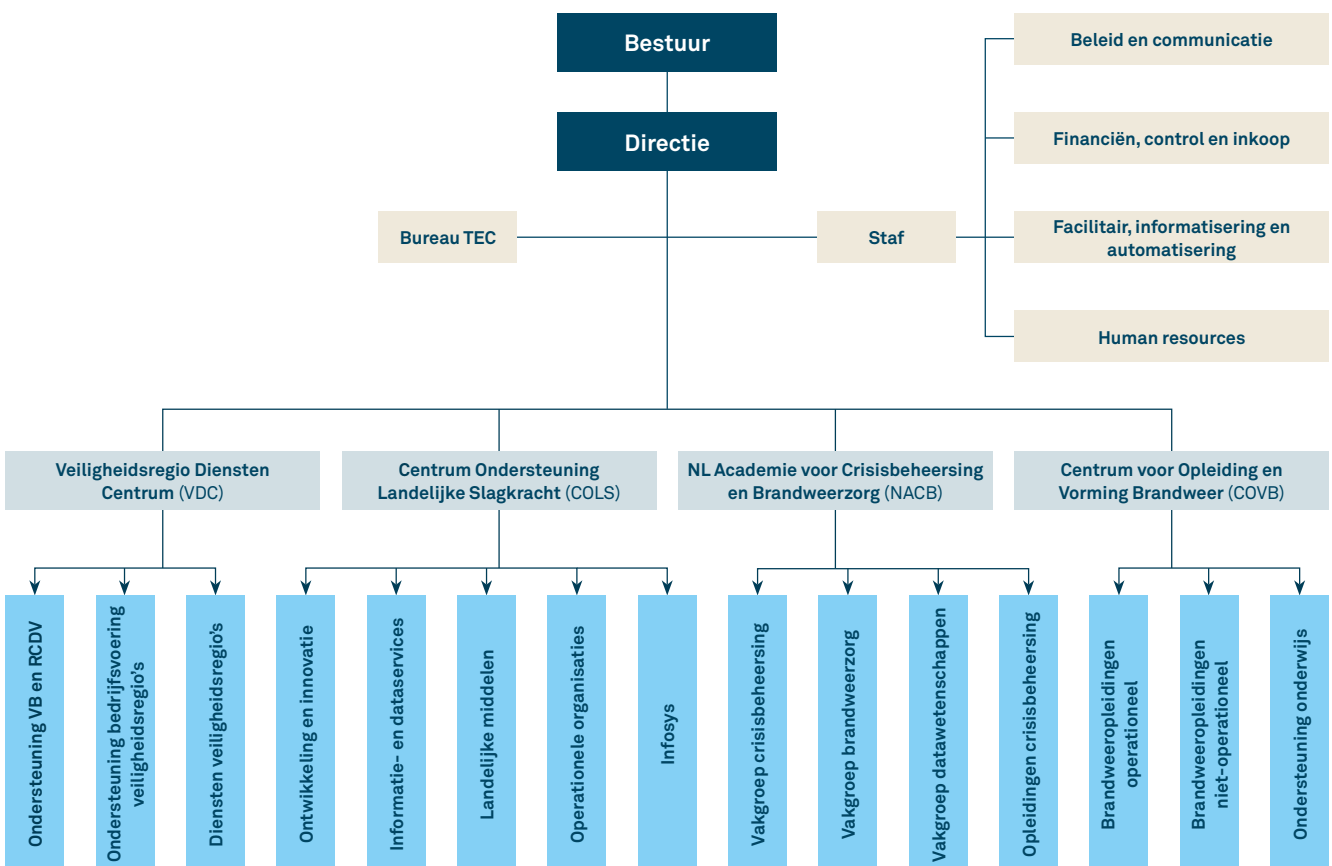 Bestuur
Beleid en communicatie
Directie
Financiën, control en inkoop
Bureau TEC
Staf
Facilitair, informatisering en
automatisering
Human resources
Veiligheidsregio Diensten
Centrum (VDC)
Centrum Ondersteuning
Landelijke Slagkracht (COLS)
NL Academie voor Crisisbeheersing
en Brandweerzorg (NACB)
Centrum voor Opleiding en
Vorming Brandweer (COVB)
Ondersteuning VB en RCDV
Ondersteuning bedrijfsvoering
veiligheidsregio’s
Diensten veiligheidsregio’s
Ontwikkeling en innovatie
Informatie- en dataservices
Landelijke middelen
Operationele organisaties
Infosys
Vakgroep crisisbeheersing
Vakgroep brandweerzorg
Vakgroep datawetenschappen
Opleidingen crisisbeheersing
Brandweeropleidingen
operationeel
Brandweeropleidingen
niet-operationeel
Ondersteuning onderwijs